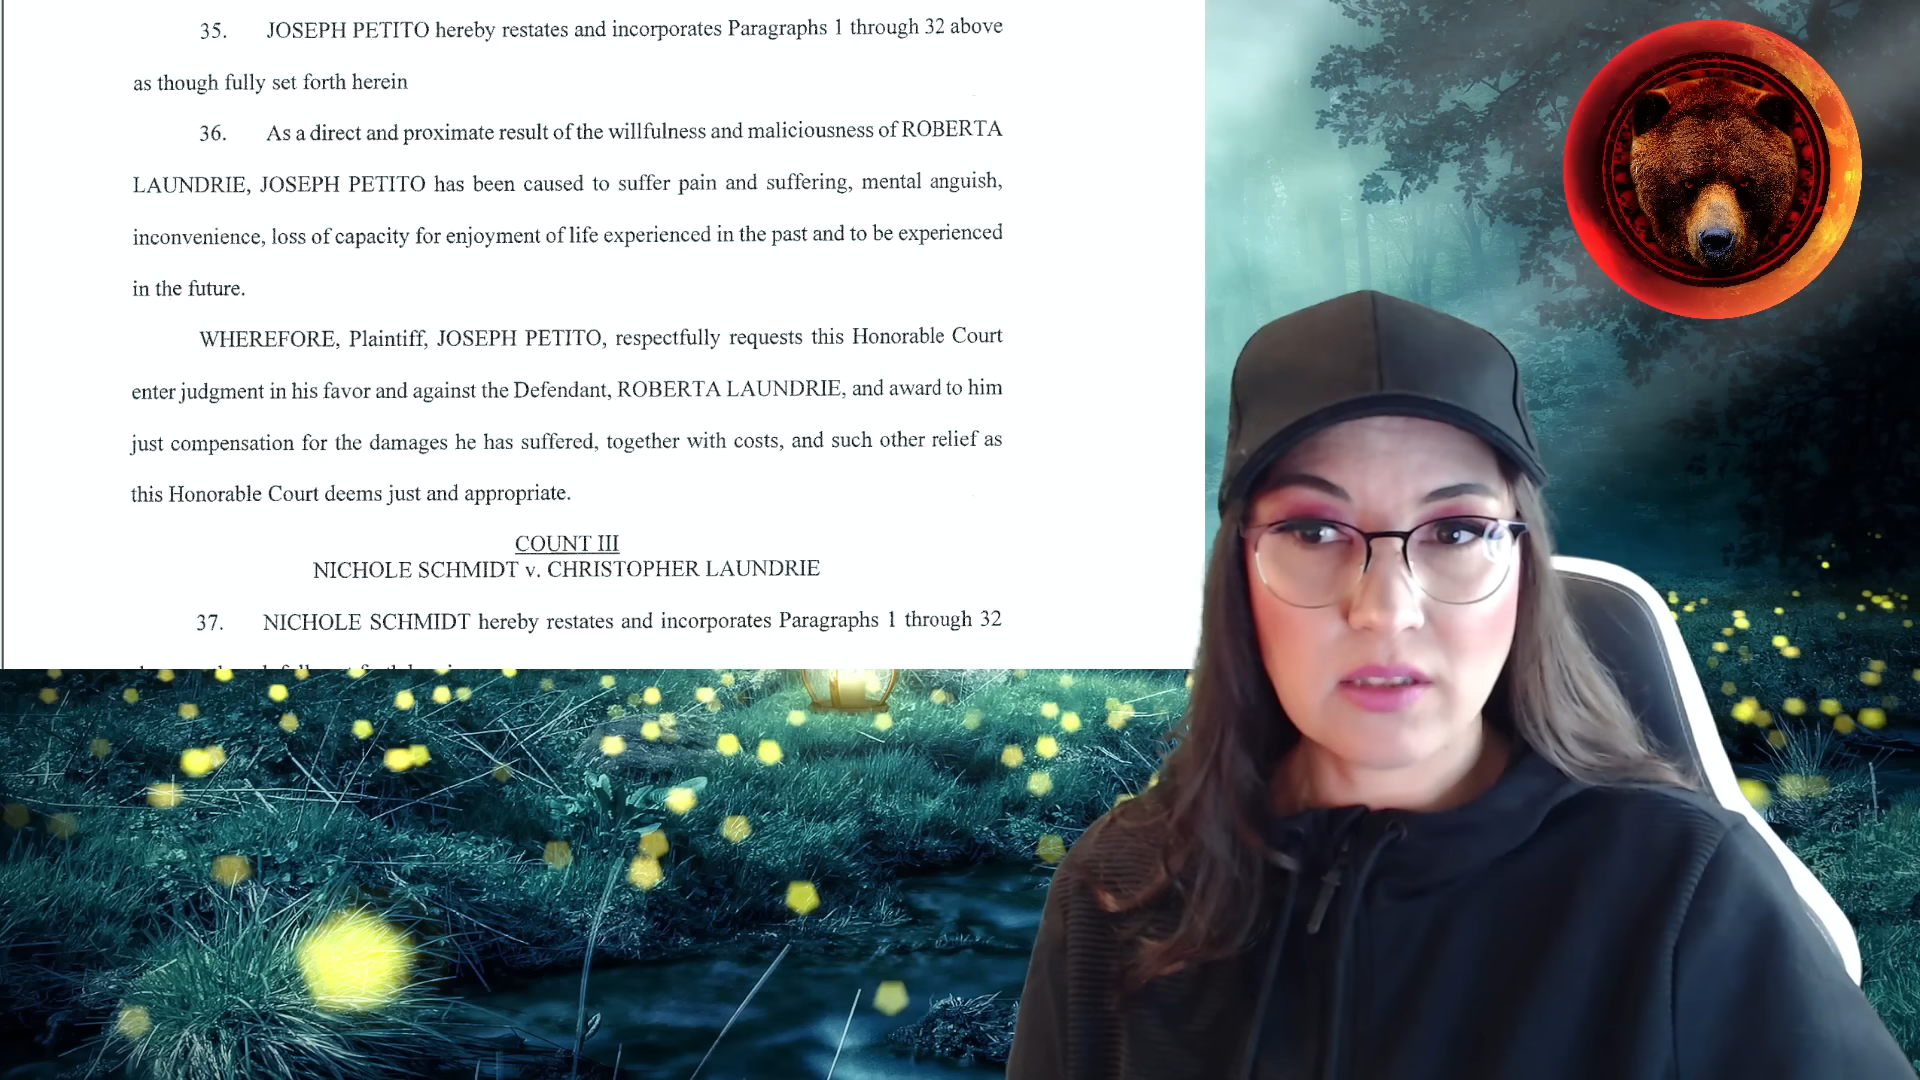 35. JOSEPH PETITO hereby restates and incorporates Paragraphs 1 through 32 above
as though fully set forth herein
36. As a direct and proximate result of the willfulness and maliciousness of ROBERTA
LAUNDRIE, JOSEPH PETITO has been caused to suffer pain and suffering, mental anguish,
inconvenience, loss of capacity for enjoyment of life experienced in the past and to be experienced
in the future.
WHEREFORE, Plaintiff, JOSEPH PETITO, respectfully requests this Honorable Court
enter judgment in his favor and against the Defendant, ROBERTA LAUNDRIE, and award to him
just compensation for the damages he has suffered, together with costs, and such other relief as
this Honorable Court deems just and appropriate.
COUNT III
NICHOLE SCHMIDT v. CHRISTOPHER LAUNDRIE
37. NICHOLE SCHMIDT hereby restates and incorporates Paragraphs 1 through 32